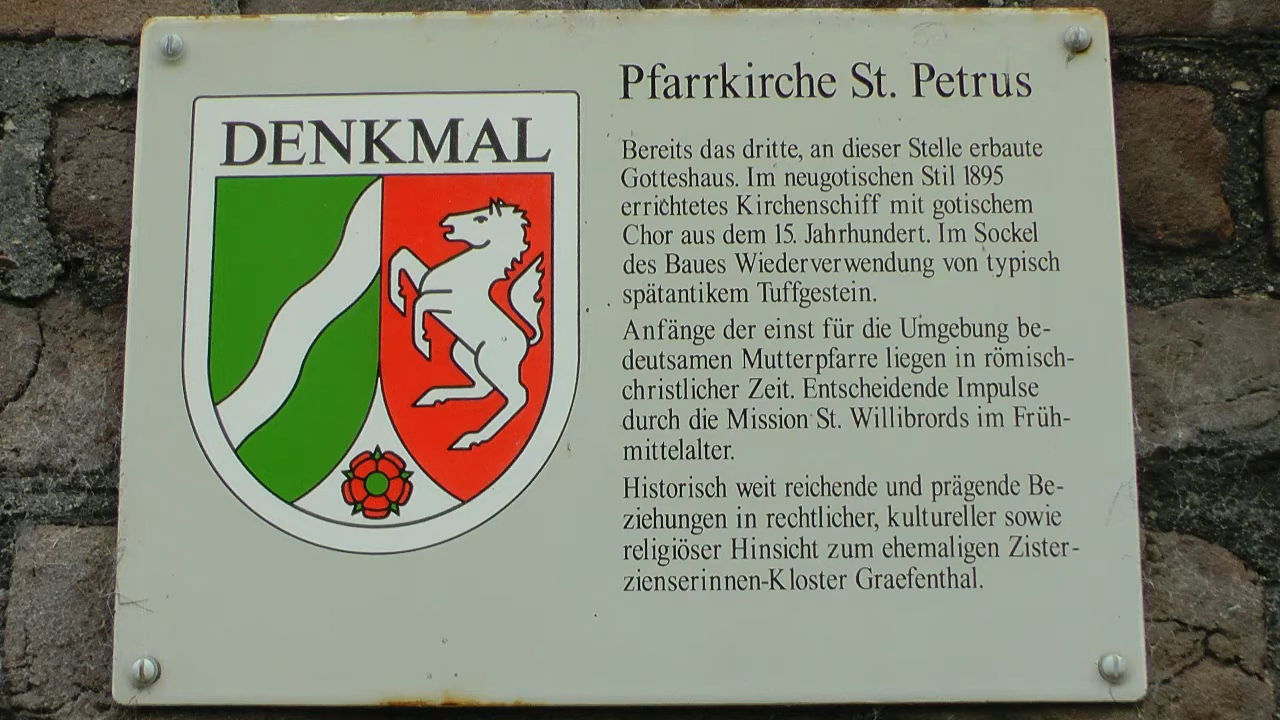 DENKMAL
Pfarrkirche St. Petrus
Bereits das dritte, an dieser Stelle erbaute
Gotteshaus. Im neugotischen Stil 1895
errichtetes Kirchenschiff mit gotischem
Chor aus dem 15. Jahrhundert. Im Sockel
des Baues Wiederverwendung von typisch
spätantikem Tuffgestein.
Anfänge der einst für die Umgebung be-
deutsamen Mutterpfarre liegen in römisch-
christlicher Zeit. Entscheidende Impulse
durch die Mission St. Willibrords im Früh-
mittelalter.
Historisch weit reichende und prägende Be-
ziehungen in rechtlicher, kultureller sowie
religiöser Hinsicht zum ehemaligen Zister-
zienserinnen-Kloster Graefenthal.